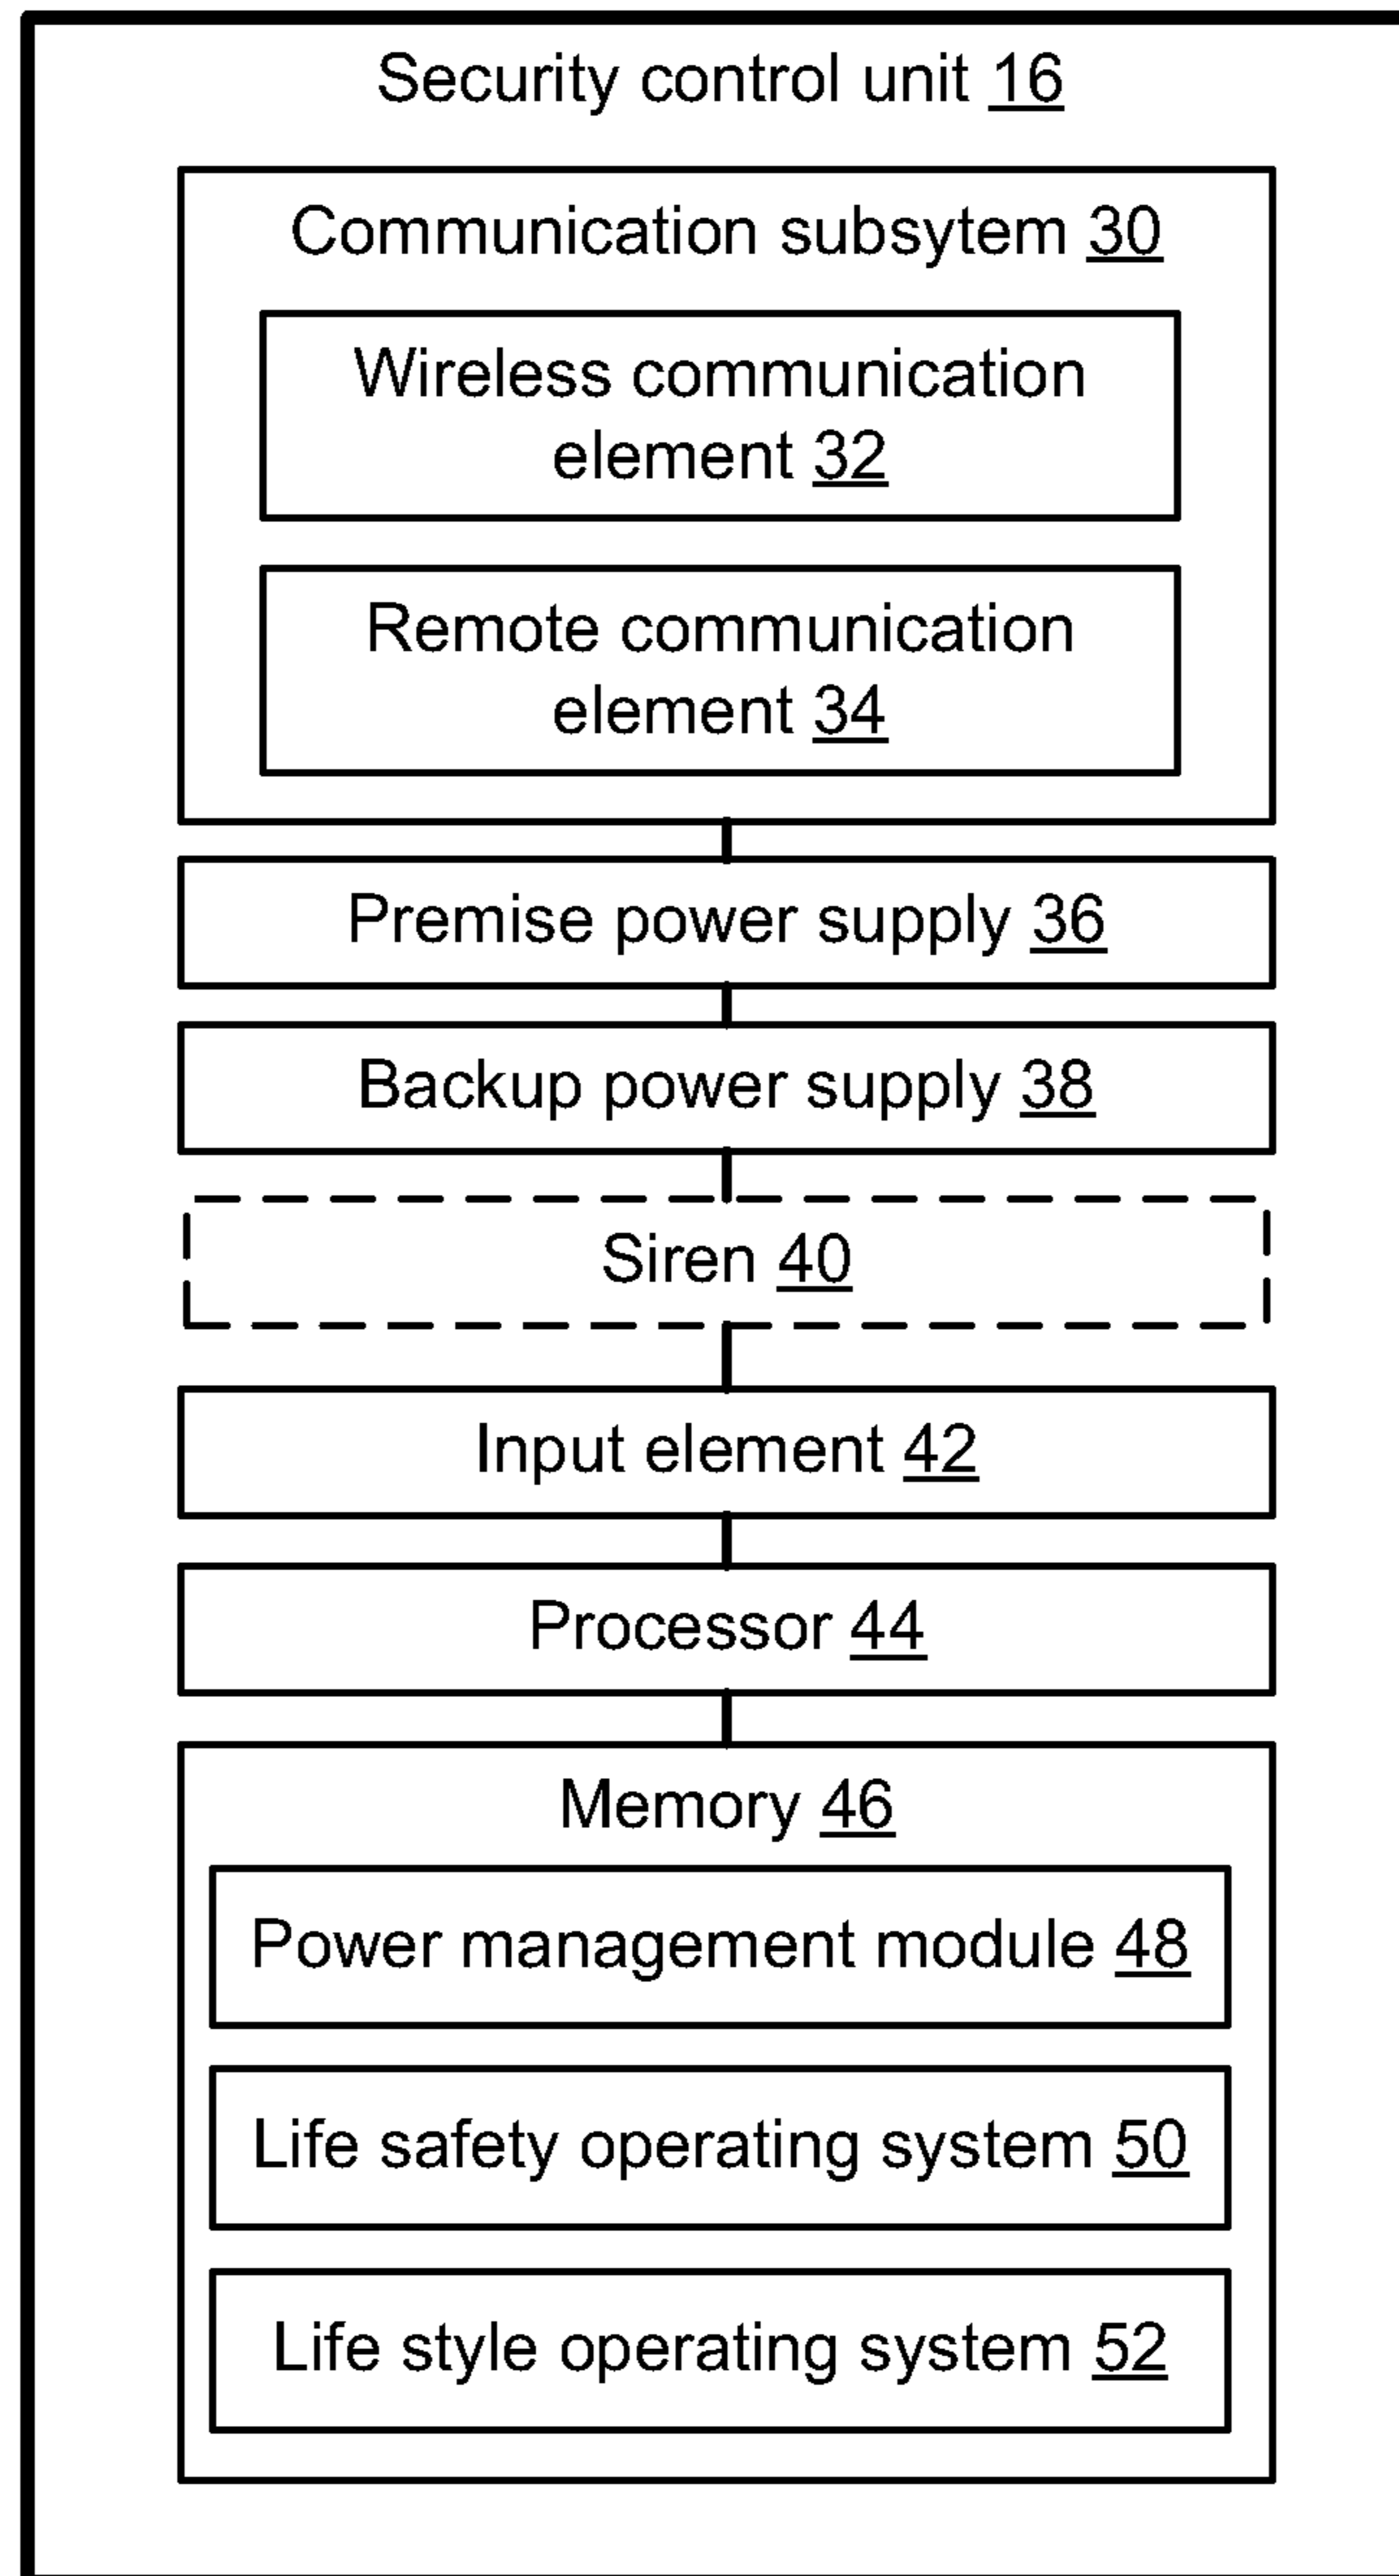 Security control unit 16
Communication subsytem 30
Wireless communication
element 32
Remote communication
element 34
Premise power supply 36
Backup power supply 38
Siren 40
Input element 42
Processor 44
Memory 46
Power management module 48
Life safety operating system 50
Life style operating system 52